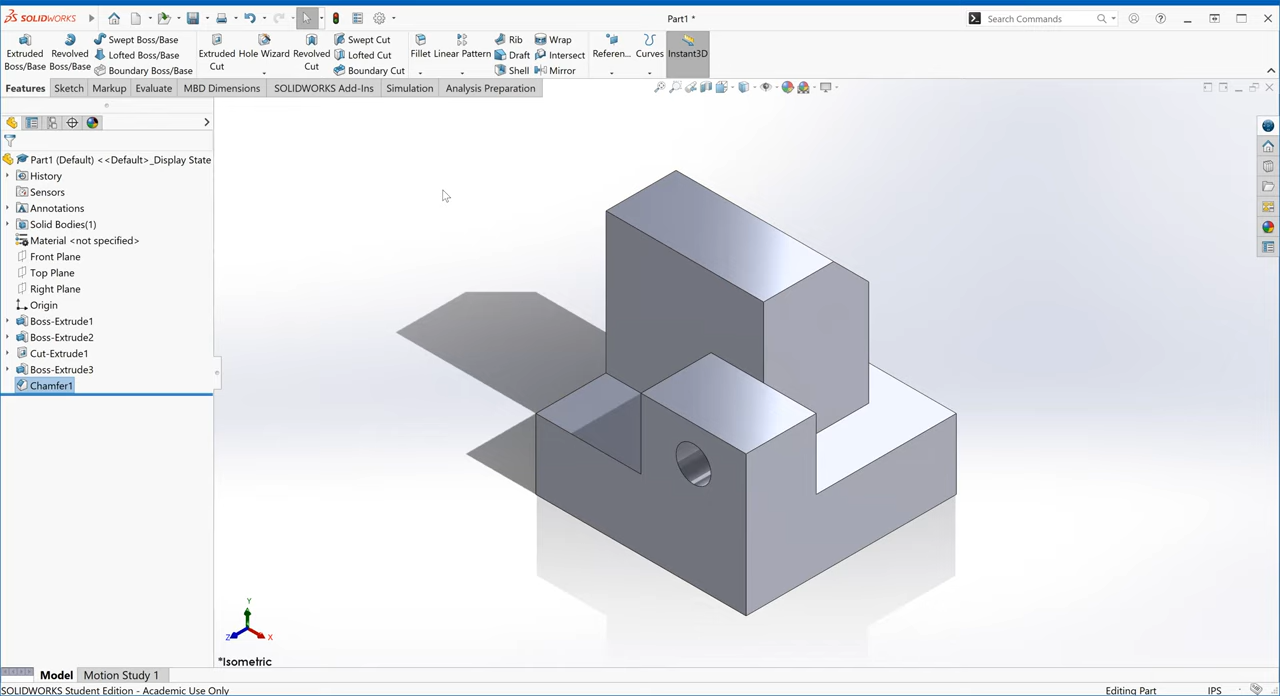 SOLIDWORKS
Part1 *
Search Commands
Extruded Boss/Base
Revolved Boss/Base
Swept Boss/Base
Lofted Boss/Base
Boundary Boss/Base
Extruded Cut
Hole Wizard
Revolved Cut
Swept Cut
Lofted Cut
Boundary Cut
Fillet
Linear Pattern
Rib
Draft
Shell
Wrap
Intersect
Mirror
Referen...
Curves
Instant3D
Features
Sketch
Markup
Evaluate
MBD Dimensions
SOLIDWORKS Add-Ins
Simulation
Analysis Preparation
Part1 (Default) <<Default>_Display State
History
Sensors
Annotations
Solid Bodies(1)
Material <not specified>
Front Plane
Top Plane
Right Plane
Origin
Boss-Extrude1
Boss-Extrude2
Cut-Extrude1
Boss-Extrude3
Chamfer1
Y
Z
X
*Isometric
Model
Motion Study 1
SOLIDWORKS Student Edition - Academic Use Only
Editing Part
IPS